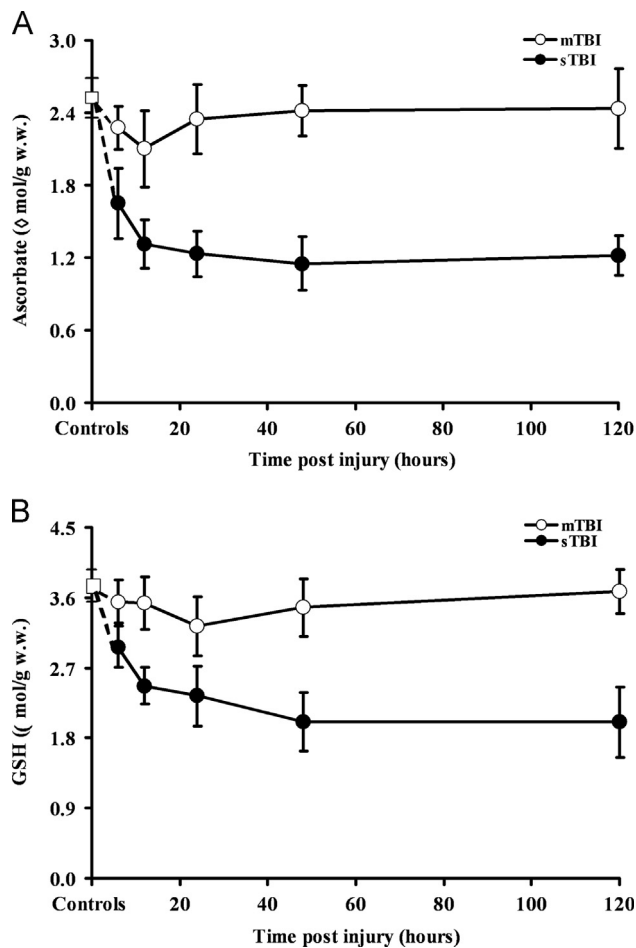 A
3.0
2.4
1.8
1.2
0.6
0.0
Ascorbate (◊ mol/g w.w.)
mTBI
sTBI
Controls 20 40 60 80 100 120
Time post injury (hours)
B
4.5
3.6
2.7
1.8
0.9
0.0
GSH (( mol/g w.w.)
mTBI
sTBI
Controls 20 40 60 80 100 120
Time post injury (hours)